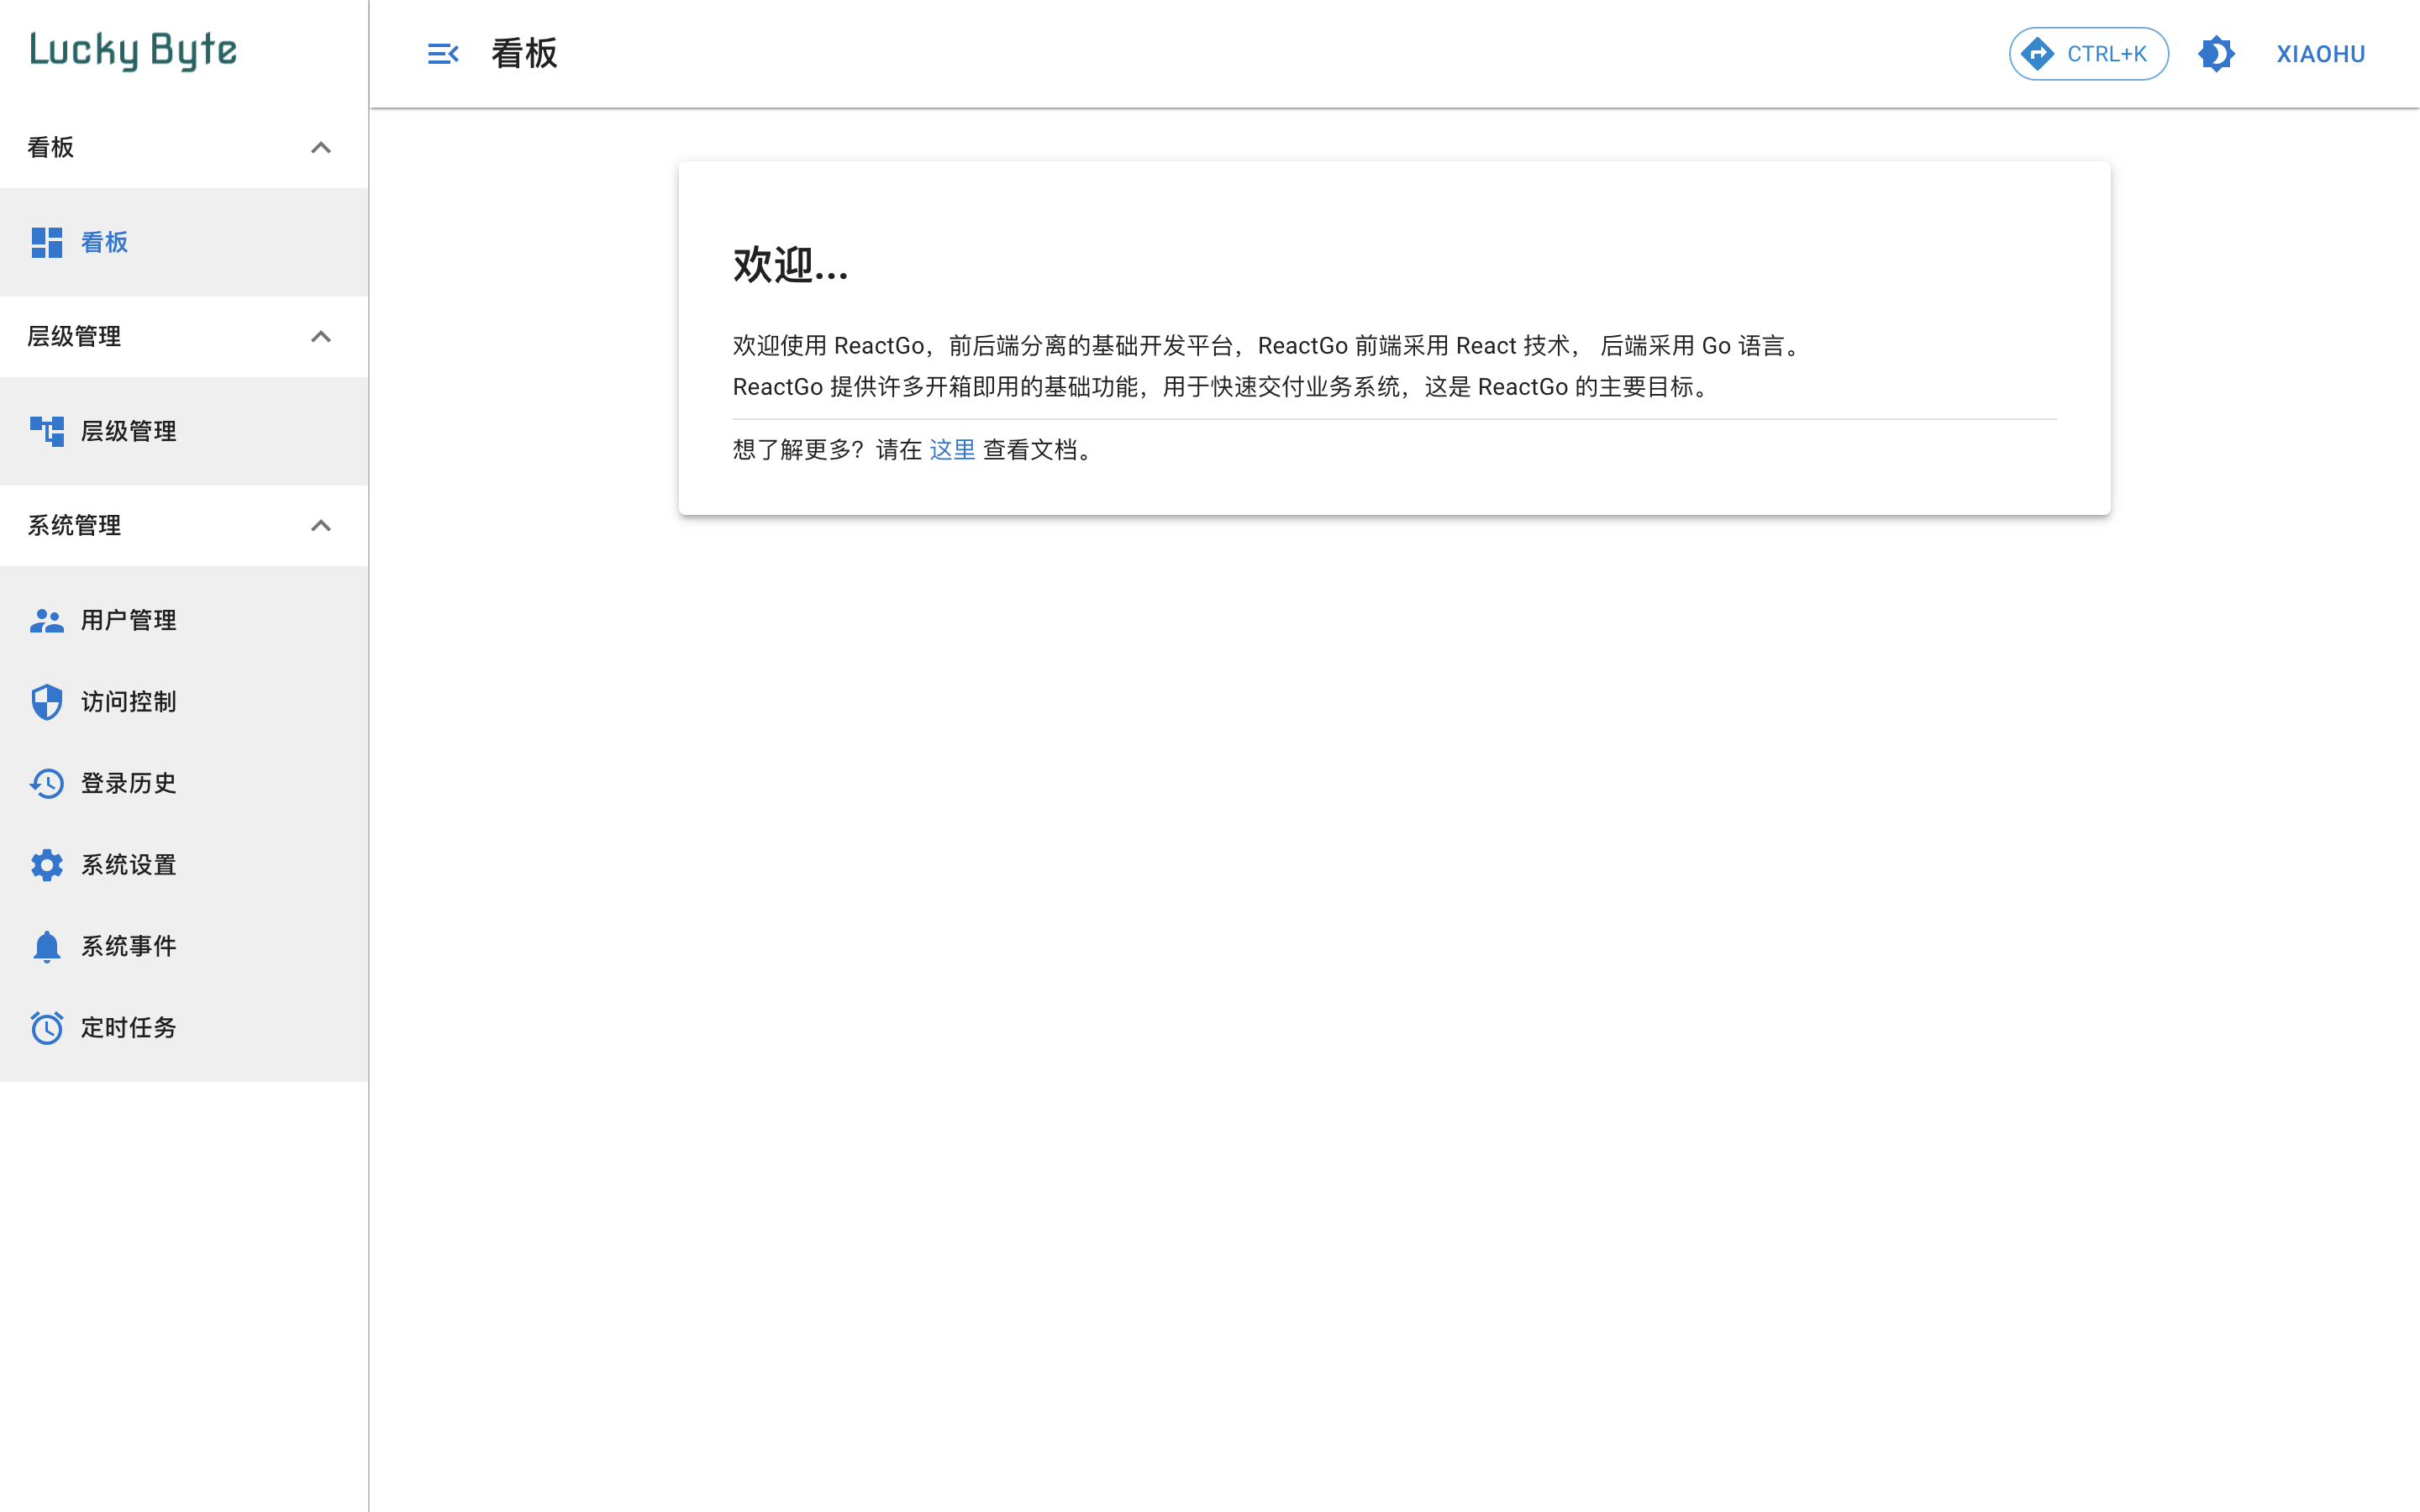 Lucky Byte
看板
看板
层级管理
层级管理
系统管理
用户管理
访问控制
登录历史
系统设置
系统事件
定时任务
看板
CTRL+K
XIAOHU
欢迎...
欢迎使用 ReactGo，前后端分离的基础开发平台，ReactGo 前端采用 React 技术， 后端采用 Go 语言。
ReactGo 提供许多开箱即用的基础功能，用于快速交付业务系统，这是 ReactGo 的主要目标。
想了解更多？请在 这里 查看文档。